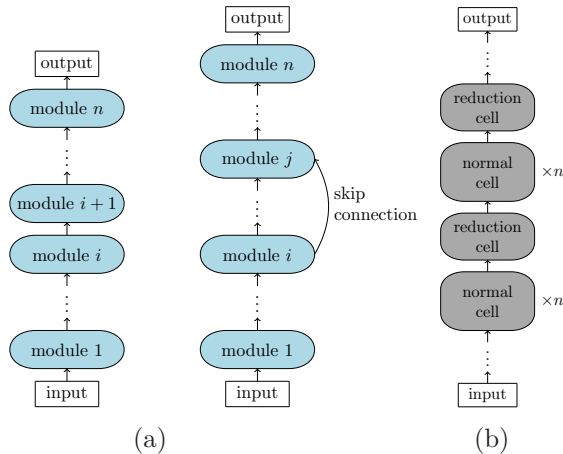 output
module n
module i + 1
module i
module 1
input
output
module n
module j
skip
connection
module i
module 1
input
(a)
output
reduction
cell
normal
cell
×n
reduction
cell
normal
cell
×n
input
(b)